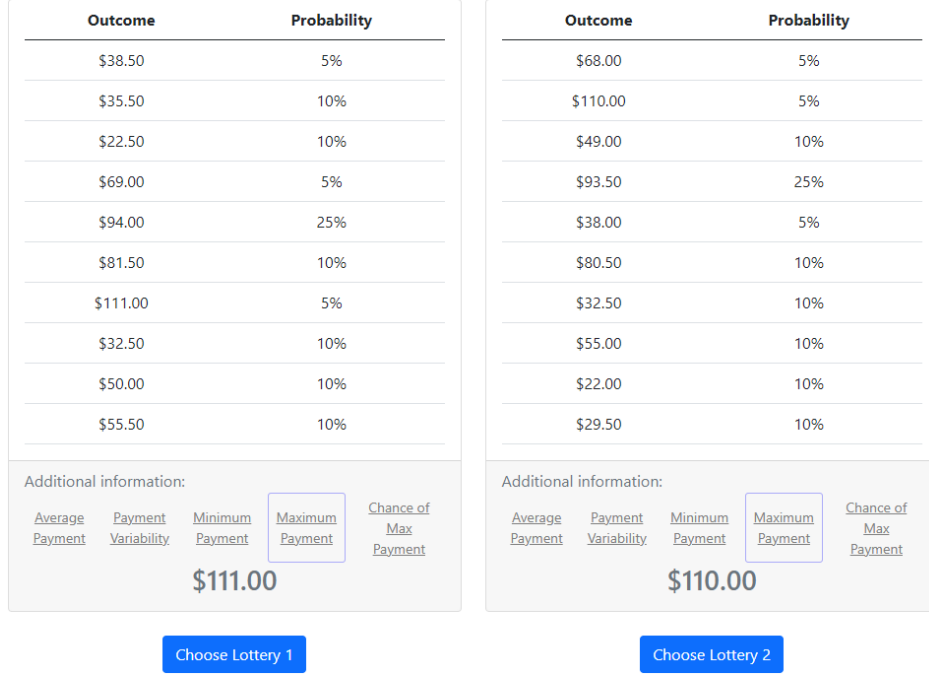 Outcome Probability
$38.50 5%
$35.50 10%
$22.50 10%
$69.00 5%
$94.00 25%
$81.50 10%
$111.00 5%
$32.50 10%
$50.00 10%
$55.50 10%
Additional information:
Average Payment
Payment Variability
Minimum Payment
Maximum Payment
Chance of Max Payment
$111.00
Choose Lottery 1
Outcome Probability
$68.00 5%
$110.00 5%
$49.00 10%
$93.50 25%
$38.00 5%
$80.50 10%
$32.50 10%
$55.00 10%
$22.00 10%
$29.50 10%
Additional information:
Average Payment
Payment Variability
Minimum Payment
Maximum Payment
Chance of Max Payment
$110.00
Choose Lottery 2